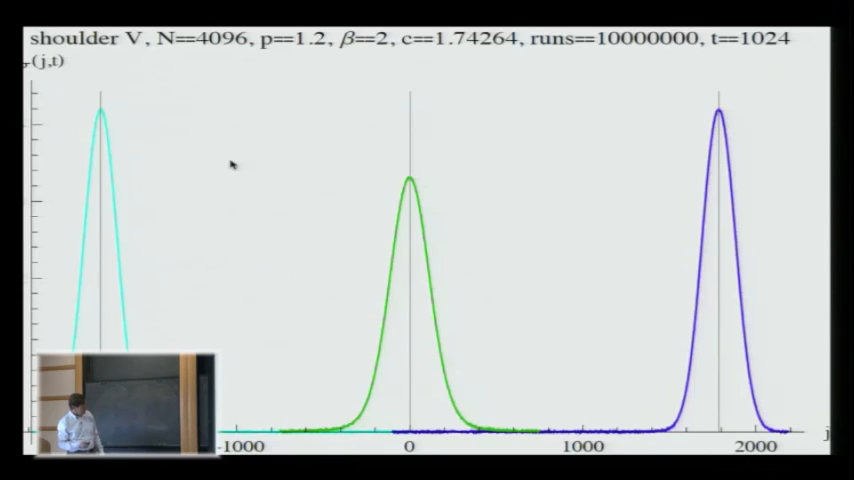 shoulder V, N==4096, p==1.2, β==2, c==1.74264, runs==10000000, t==1024
(j,t)
-1000 0 1000 2000 j